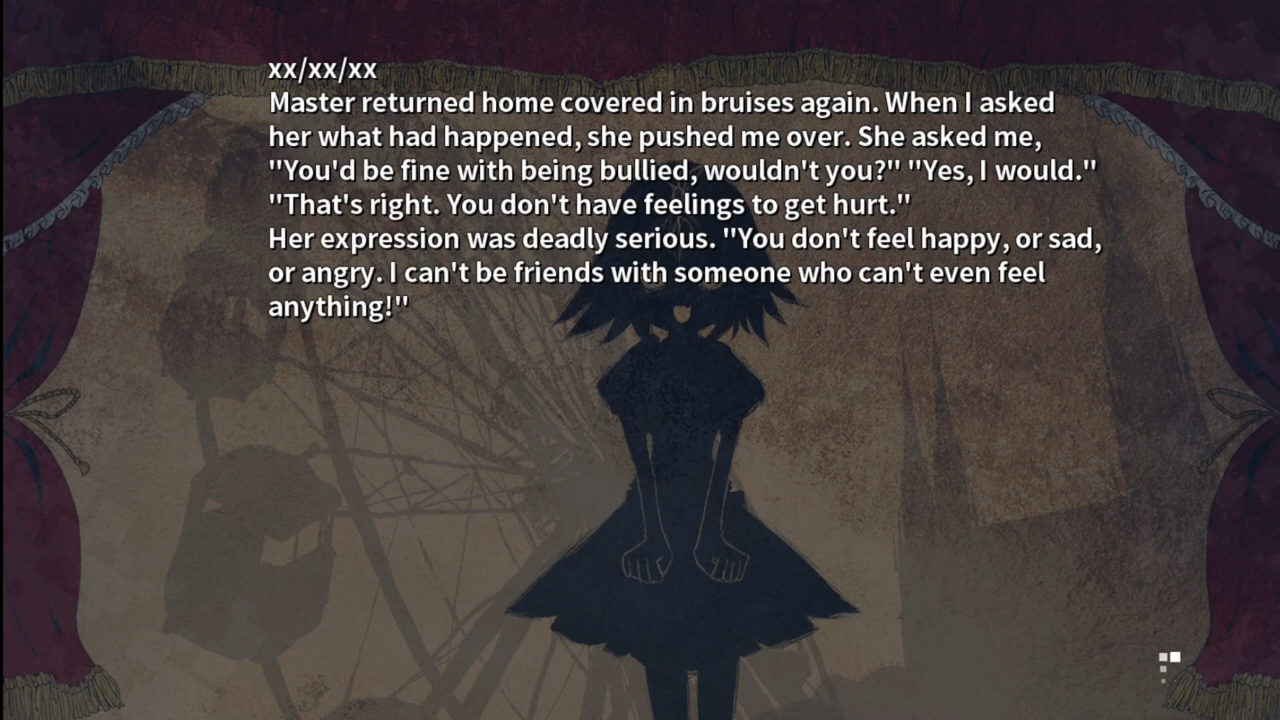 xx/xx/xx
Master returned home covered in bruises again. When I asked
her what had happened, she pushed me over. She asked me,
"You'd be fine with being bullied, wouldn't you?" "Yes, I would."
"That's right. You don't have feelings to get hurt."
Her expression was deadly serious. "You don't feel happy, or sad,
or angry. I can't be friends with someone who can't even feel
anything!"